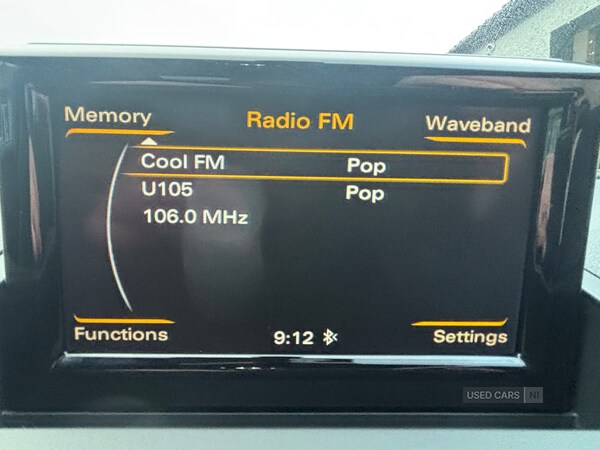 Memory Radio FM Waveband
Cool FM Pop
U105 Pop
106.0 MHz
Functions 9:12 Settings
USED CARS NI